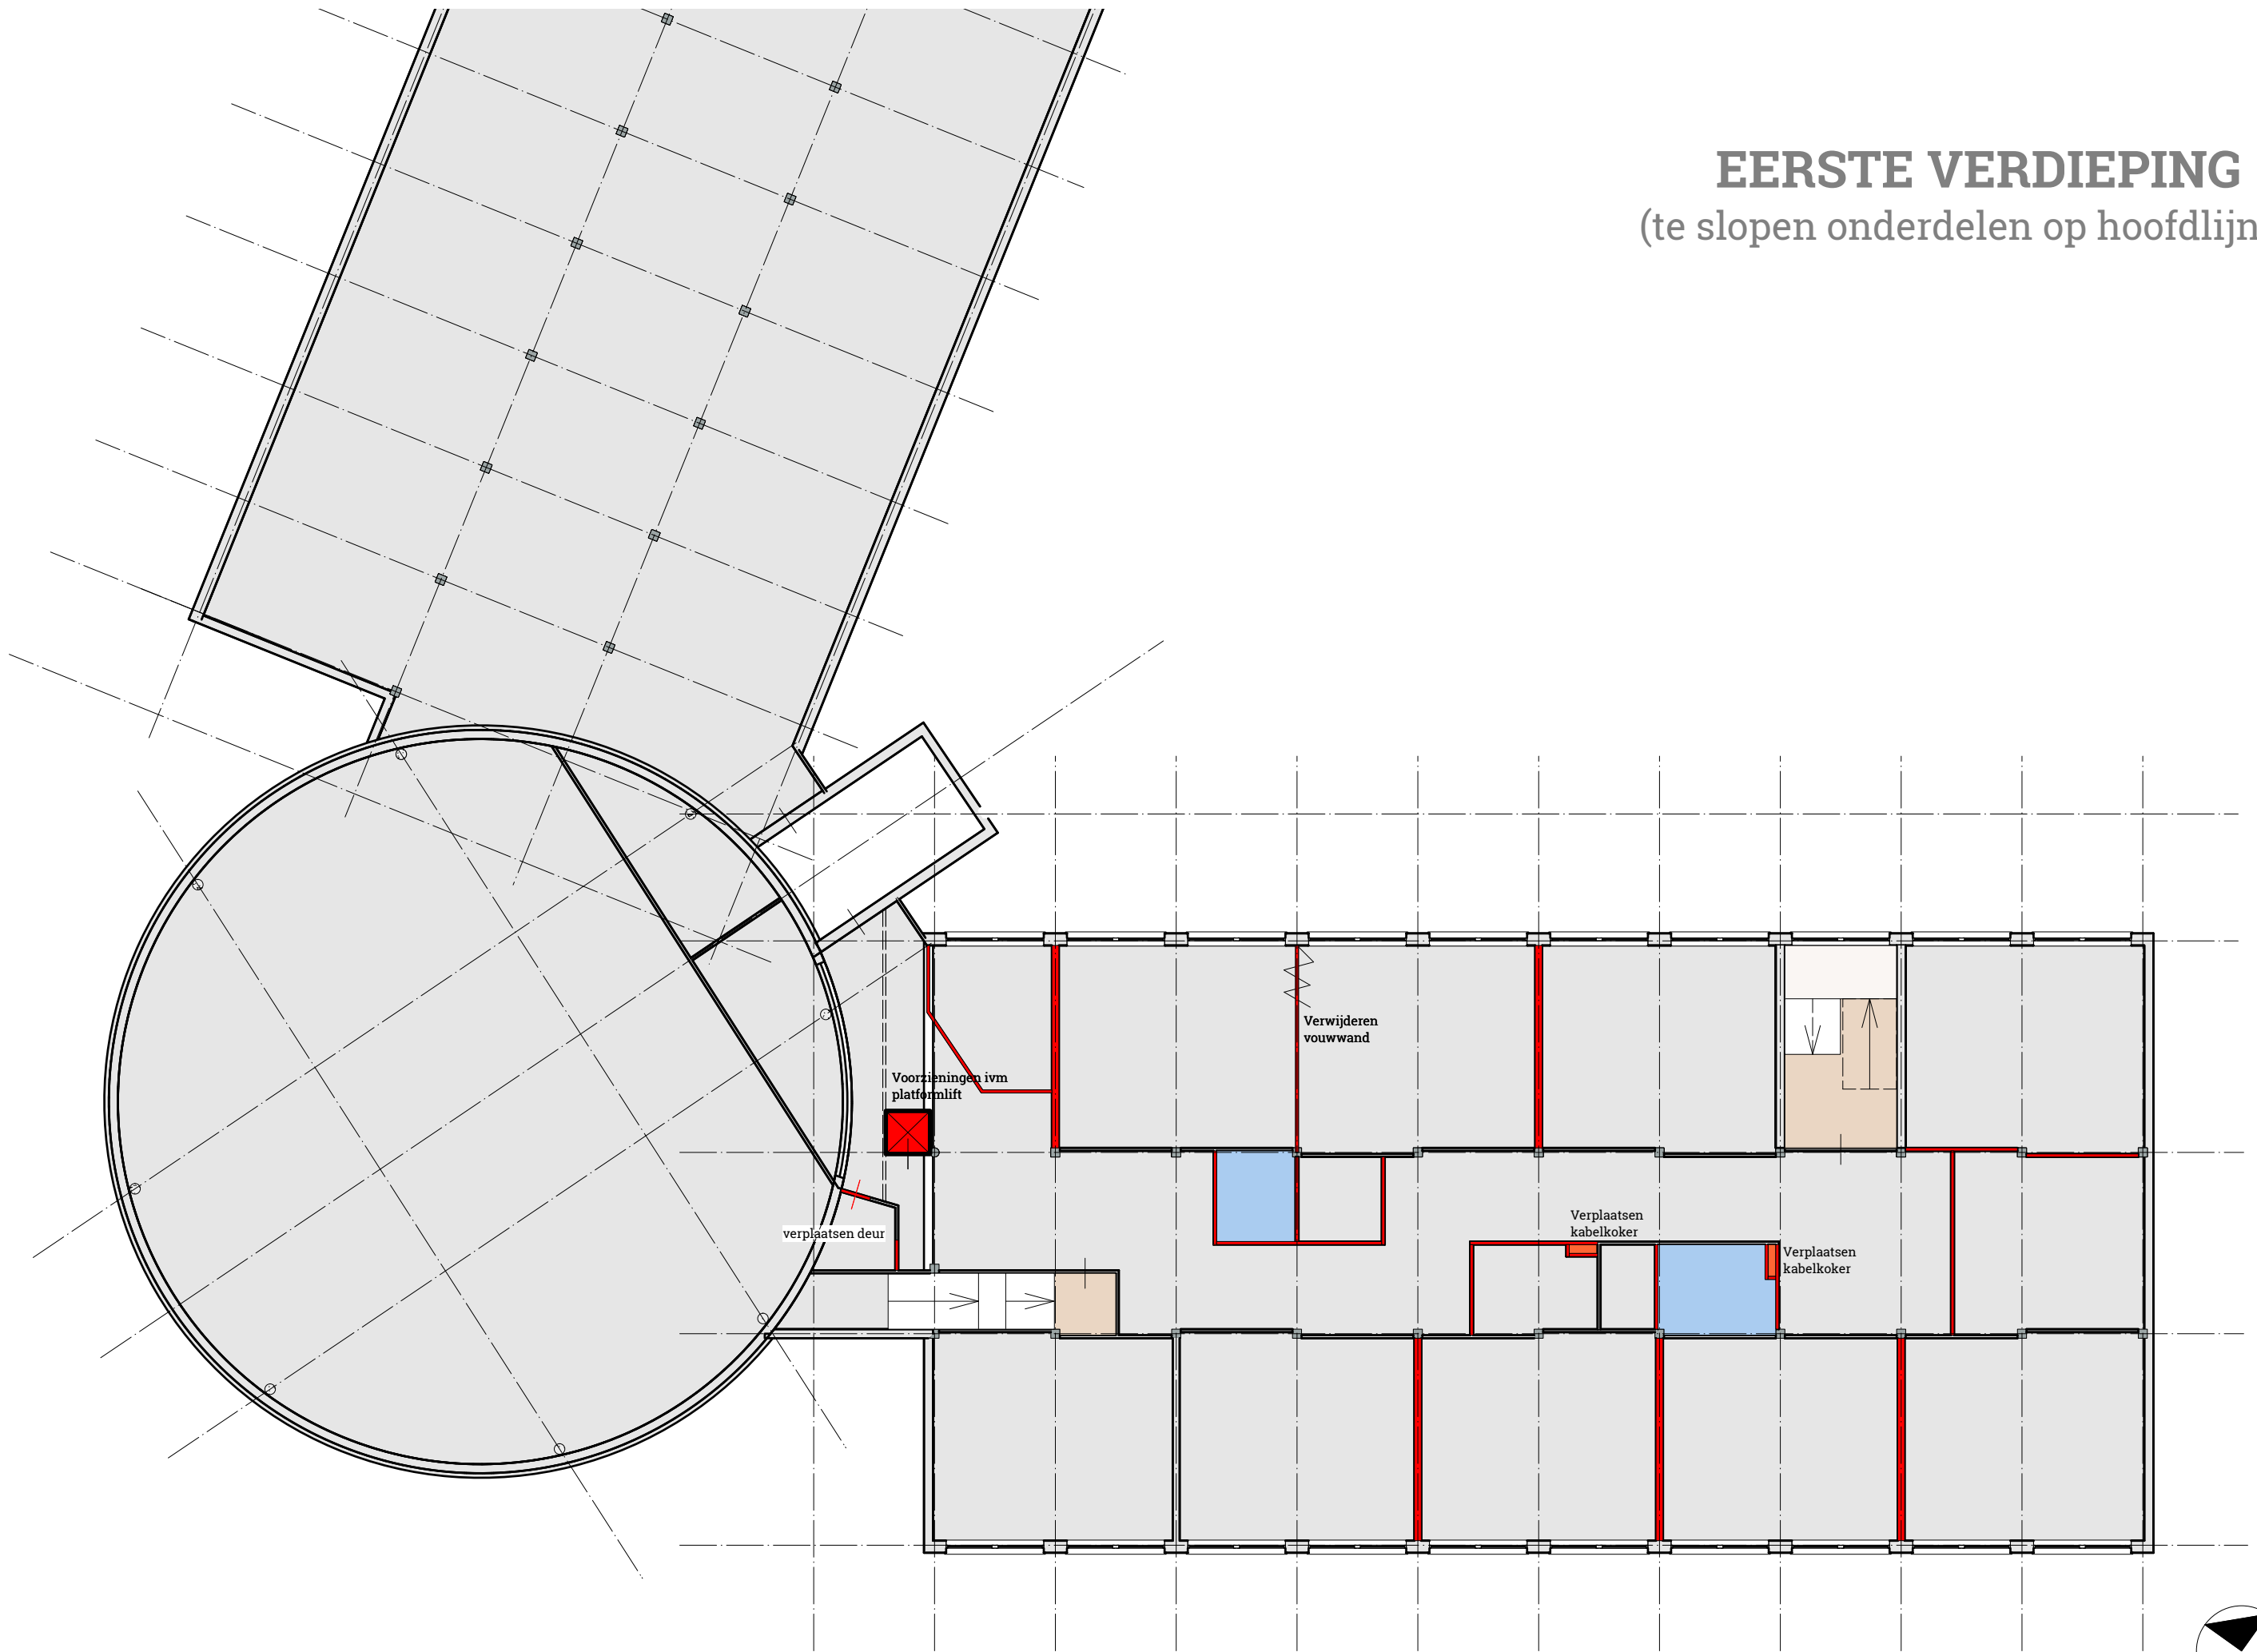 EERSTE VERDIEPING
(te slopen onderdelen op hoofdlijn
Verwijderen
vouwwand
Voorzieningen ivm
platformlift
verplaatsen deur
Verplaatsen
kabelkoker
Verplaatsen
kabelkoker